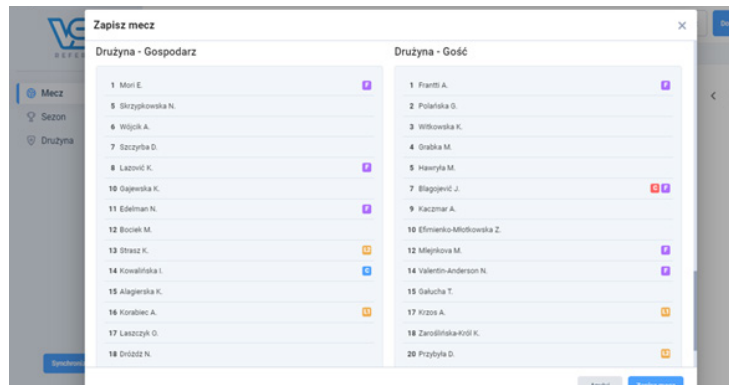 Zapisz mecz
Drużyna - Gospodarz
1 Mori E. F
5 Skrzypkowska N.
6 Wójcik A.
7 Szczyrba D.
8 Lazović K. F
10 Gajewska K.
11 Edelman N. F
12 Bociek M.
13 Strasz K. L2
14 Kowalińska I. C
15 Alagierska K.
16 Korabiec A. L1
17 Laszczyk O.
18 Dróżdż N.
Drużyna - Gość
1 Frantti A. F
2 Polańska G.
3 Witkowska K.
4 Grabka M.
5 Hawryła M.
7 Blagojević J. C F
9 Kaczmar A.
10 Efimienko-Młotkowska Z.
12 Mlejnkova M. F
14 Valentin-Anderson N. F
15 Gałucha T.
17 Krzos A. L1
18 Zaroślińska-Król K.
20 Przybyła D. L2
Mecz
Sezon
Drużyna